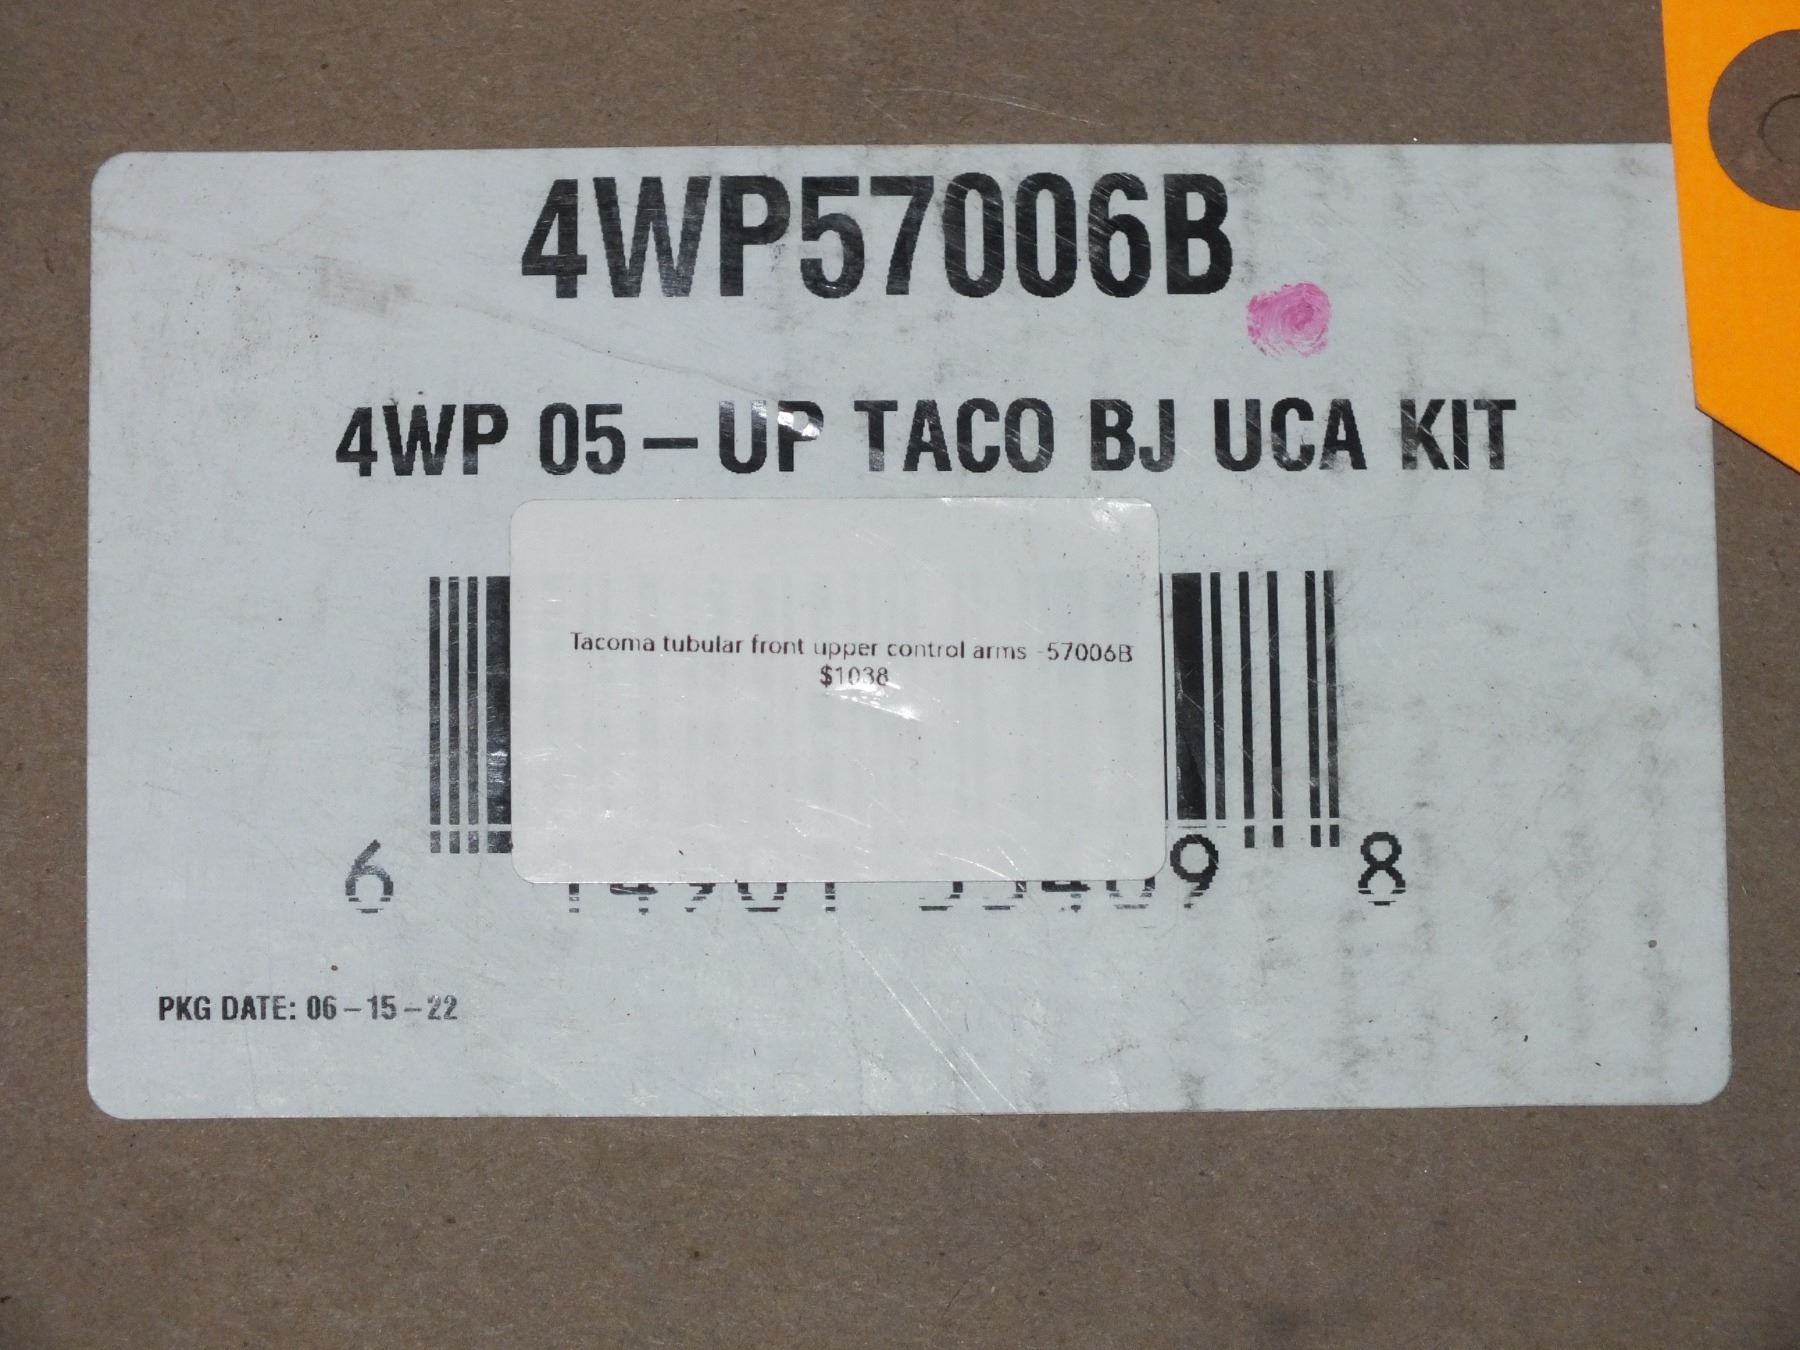 4WP57006B
4WP 05-UP TACO BJ UCA KIT
Tacoma tubular front upper control arms -57006B
$1038
6 9 8
PKG DATE: 06-15-22